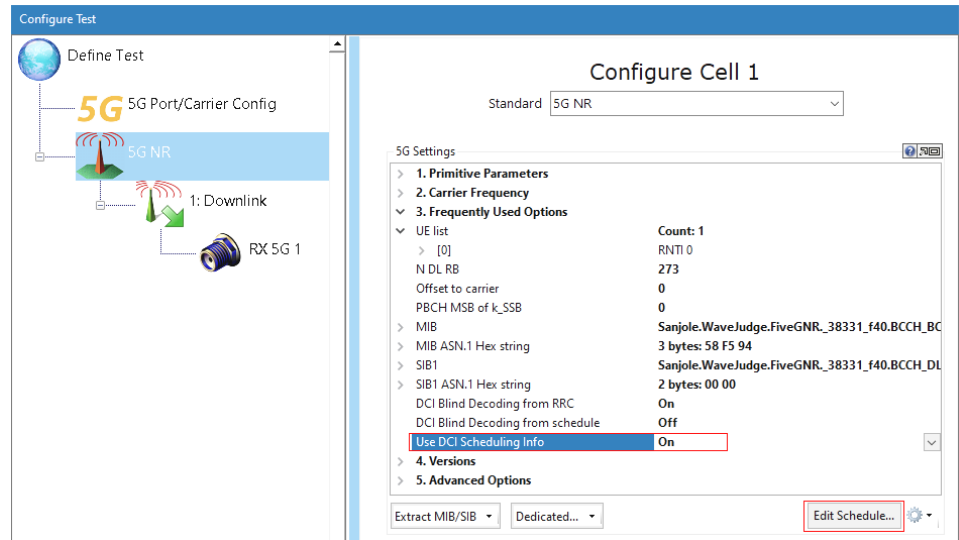 Configure Test
Define Test
5G 5G Port/Carrier Config
5G NR
1: Downlink
RX 5G 1
Configure Cell 1
Standard 5G NR
5G Settings
1. Primitive Parameters
2. Carrier Frequency
3. Frequently Used Options
UE list Count: 1
[0] RNTI 0
N DL RB 273
Offset to carrier 0
PBCH MSB of k_SSB 0
MIB Sanjole.WaveJudge.FiveGNR._38331_f40.BCCH_BC
MIB ASN.1 Hex string 3 bytes: 58 F5 94
SIB1 Sanjole.WaveJudge.FiveGNR._38331_f40.BCCH_DL
SIB1 ASN.1 Hex string 2 bytes: 00 00
DCI Blind Decoding from RRC On
DCI Blind Decoding from schedule Off
Use DCI Scheduling Info On
4. Versions
5. Advanced Options
Extract MIB/SIB Dedicated... Edit Schedule...